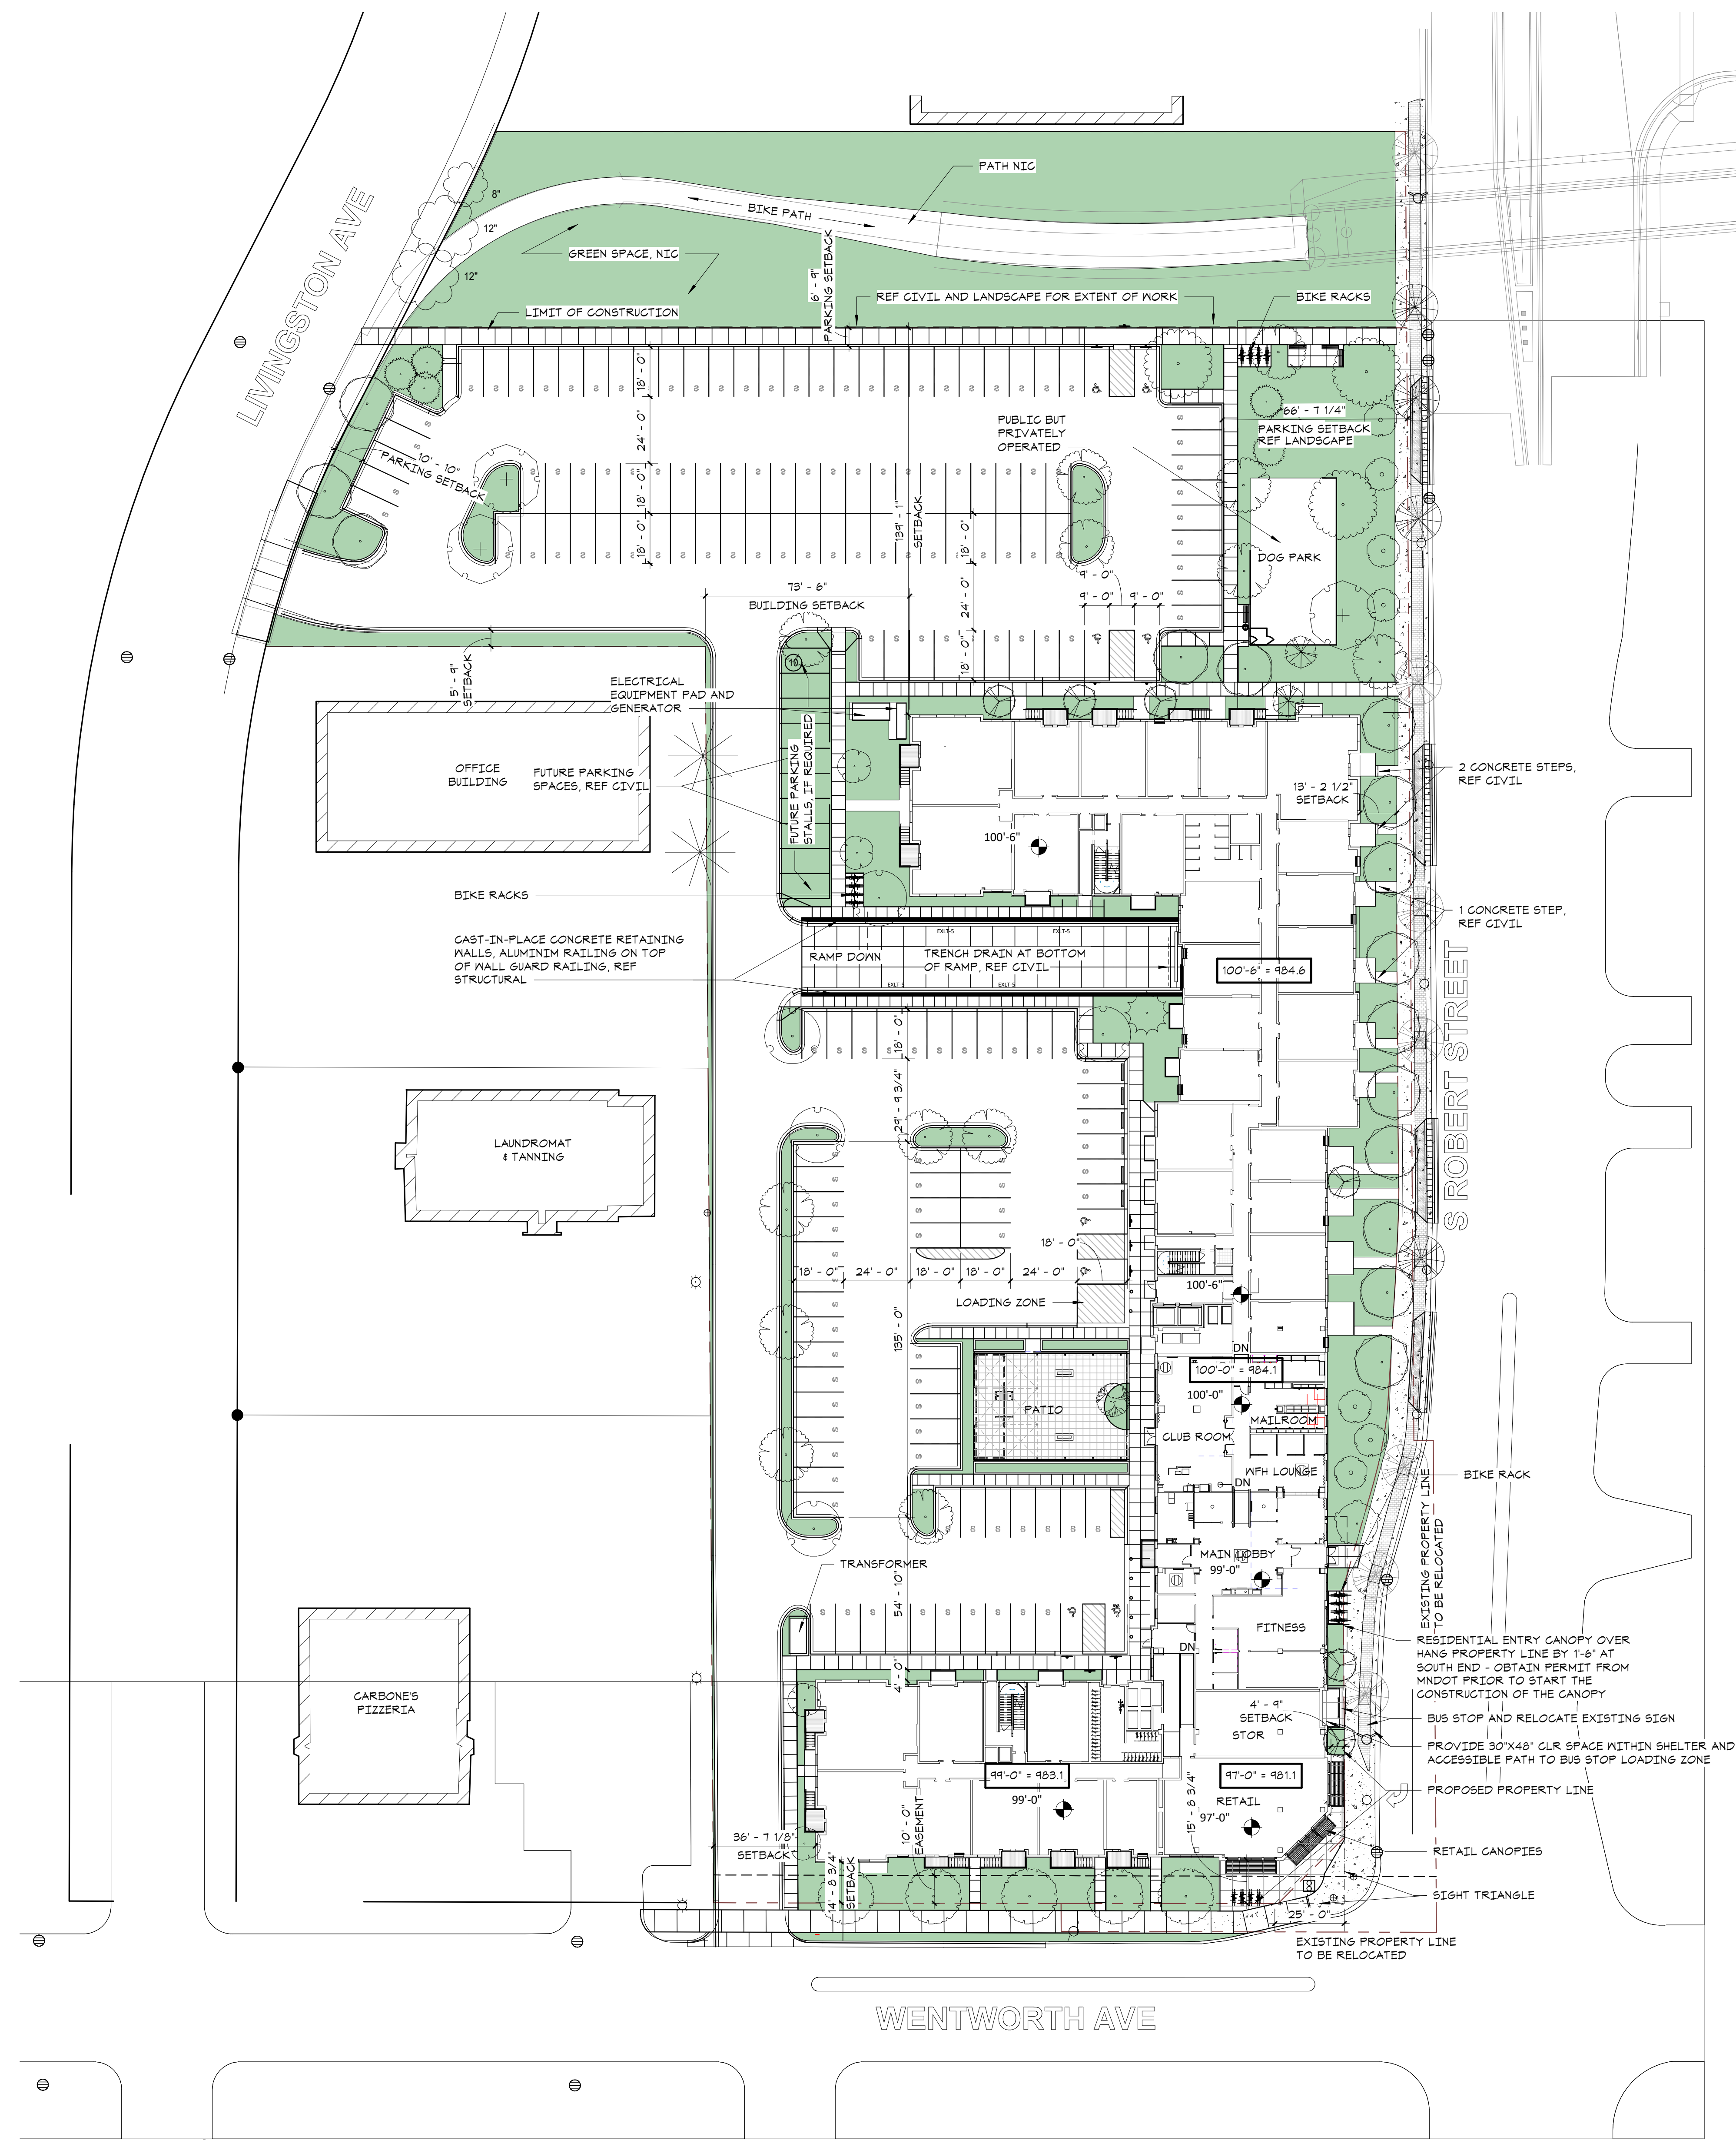 LIVINGSTON AVE
8"
12"
12"
PATH NIC
BIKE PATH
GREEN SPACE, NIC
6' - 9"
PARKING SETBACK
REF CIVIL AND LANDSCAPE FOR EXTENT OF WORK
BIKE RACKS
LIMIT OF CONSTRUCTION
18' - 0"
24' - 0"
18' - 0"
18' - 0"
10' - 10"
PARKING SETBACK
PUBLIC BUT
PRIVATELY
OPERATED
66' - 7 1/4"
PARKING SETBACK
REF LANDSCAPE
139' - 1"
SETBACK
18' - 0"
24' - 0"
18' - 0"
9' - 0"
9' - 0"
9' - 0"
DOG PARK
73' - 6"
BUILDING SETBACK
5' - 9"
SETBACK
10
ELECTRICAL
EQUIPMENT PAD AND
GENERATOR
FUTURE PARKING
STALLS, IF REQUIRED
OFFICE
BUILDING
FUTURE PARKING
SPACES, REF CIVIL
2 CONCRETE STEPS,
REF CIVIL
13' - 2 1/2"
SETBACK
100'-6"
BIKE RACKS
1 CONCRETE STEP,
REF CIVIL
CAST-IN-PLACE CONCRETE RETAINING
WALLS, ALUMINIM RAILING ON TOP
OF WALL GUARD RAILING, REF
STRUCTURAL
EXLT-5
EXLT-5
RAMP DOWN
TRENCH DRAIN AT BOTTOM
OF RAMP, REF CIVIL
EXLT-5
EXLT-5
100'-6" = 984.6
S ROBERT STREET
18' - 0"
29' - 9 3/4"
LAUNDROMAT
& TANNING
18' - 0"
18' - 0"
24' - 0"
18' - 0"
18' - 0"
24' - 0"
100'-6"
LOADING ZONE
135' - 0"
DN
100'-0" = 984.1
100'-0"
PATIO
MAILROOM
CLUB ROOM
WFH LOUNGE
DN
BIKE RACK
EXISTING PROPERTY LINE
TO BE RELOCATED
TRANSFORMER
MAIN LOBBY
99'-0"
54' - 10"
FITNESS
DN
RESIDENTIAL ENTRY CANOPY OVER
HANG PROPERTY LINE BY 1'-6" AT
SOUTH END - OBTAIN PERMIT FROM
MNDOT PRIOR TO START THE
CONSTRUCTION OF THE CANOPY
4' - 0"
CARBONE'S
PIZZERIA
4' - 9"
SETBACK
STOR
BUS STOP AND RELOCATE EXISTING SIGN
PROVIDE 30"X48" CLR SPACE WITHIN SHELTER AND
ACCESSIBLE PATH TO BUS STOP LOADING ZONE
99'-0" = 983.1
97'-0" = 981.1
PROPOSED PROPERTY LINE
99'-0"
RETAIL
97'-0"
15' - 8 3/4"
10' - 0"
EASEMENT
36' - 7 1/8"
SETBACK
14' - 8 3/4"
SETBACK
RETAIL CANOPIES
SIGHT TRIANGLE
25' - 0"
EXISTING PROPERTY LINE
TO BE RELOCATED
WENTWORTH AVE